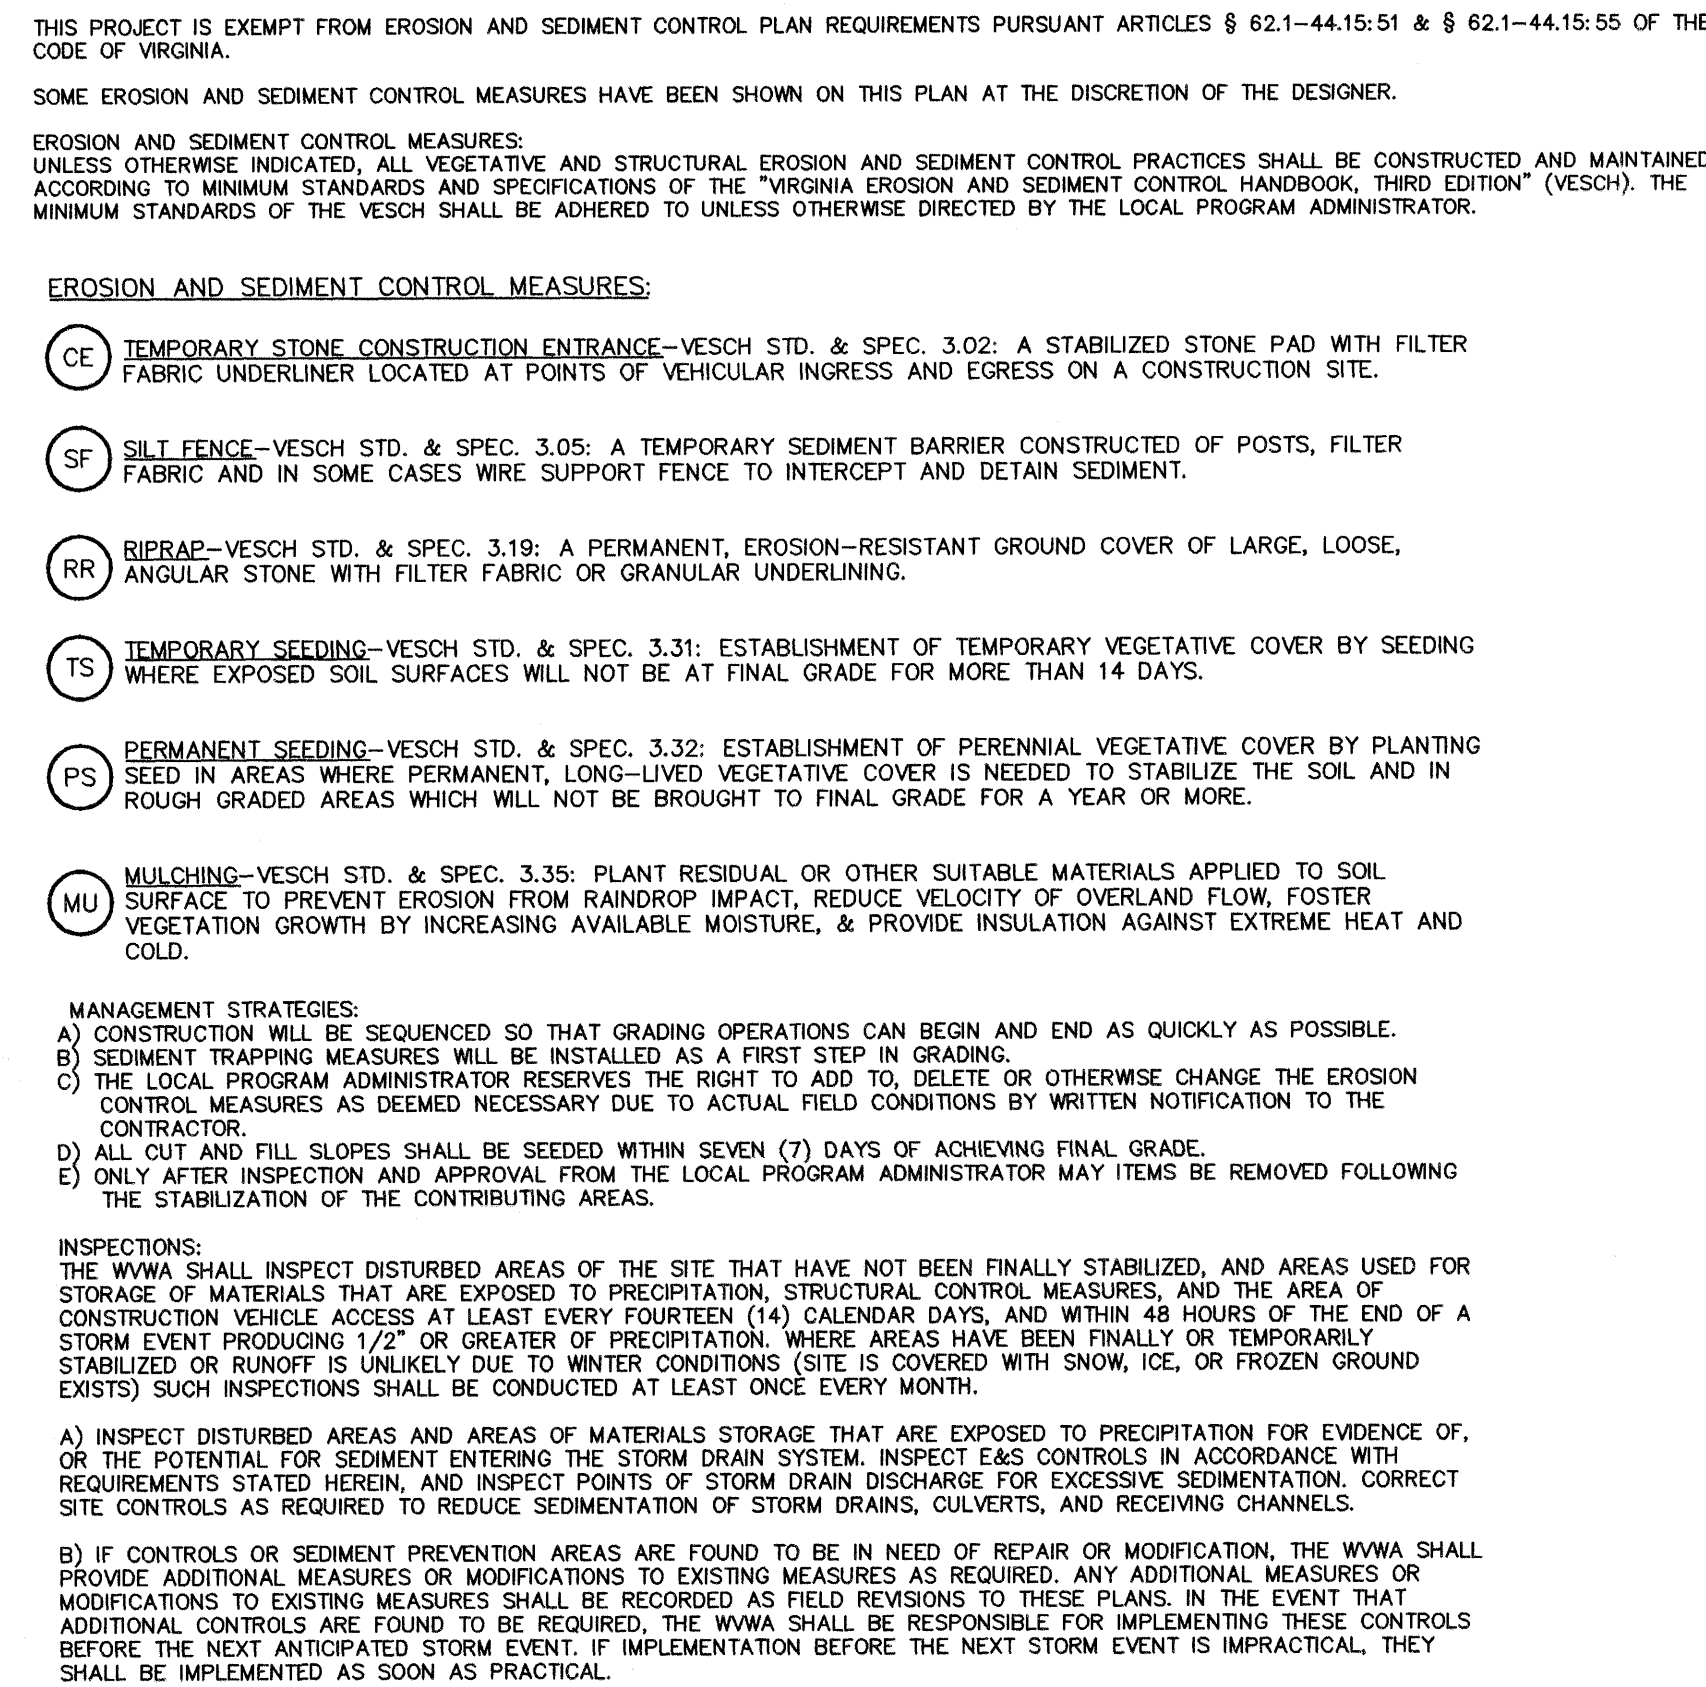 THIS PROJECT IS EXEMPT FROM EROSION AND SEDIMENT CONTROL PLAN REQUIREMENTS PURSUANT ARTICLES § 62.1-44.15:51 & § 62.1-44.15:55 OF THE
CODE OF VIRGINIA.
SOME EROSION AND SEDIMENT CONTROL MEASURES HAVE BEEN SHOWN ON THIS PLAN AT THE DISCRETION OF THE DESIGNER.
EROSION AND SEDIMENT CONTROL MEASURES:
UNLESS OTHERWISE INDICATED, ALL VEGETATIVE AND STRUCTURAL EROSION AND SEDIMENT CONTROL PRACTICES SHALL BE CONSTRUCTED AND MAINTAINED
ACCORDING TO MINIMUM STANDARDS AND SPECIFICATIONS OF THE "VIRGINIA EROSION AND SEDIMENT CONTROL HANDBOOK, THIRD EDITION" (VESCH). THE
MINIMUM STANDARDS OF THE VESCH SHALL BE ADHERED TO UNLESS OTHERWISE DIRECTED BY THE LOCAL PROGRAM ADMINISTRATOR.
EROSION AND SEDIMENT CONTROL MEASURES:
CE TEMPORARY STONE CONSTRUCTION ENTRANCE-VESCH STD. & SPEC. 3.02: A STABILIZED STONE PAD WITH FILTER
FABRIC UNDERLINER LOCATED AT POINTS OF VEHICULAR INGRESS AND EGRESS ON A CONSTRUCTION SITE.
SF SILT FENCE-VESCH STD. & SPEC. 3.05: A TEMPORARY SEDIMENT BARRIER CONSTRUCTED OF POSTS, FILTER
FABRIC AND IN SOME CASES WIRE SUPPORT FENCE TO INTERCEPT AND DETAIN SEDIMENT.
RR RIPRAP-VESCH STD. & SPEC. 3.19: A PERMANENT, EROSION-RESISTANT GROUND COVER OF LARGE, LOOSE,
ANGULAR STONE WITH FILTER FABRIC OR GRANULAR UNDERLINING.
TS TEMPORARY SEEDING-VESCH STD. & SPEC. 3.31: ESTABLISHMENT OF TEMPORARY VEGETATIVE COVER BY SEEDING
WHERE EXPOSED SOIL SURFACES WILL NOT BE AT FINAL GRADE FOR MORE THAN 14 DAYS.
PS PERMANENT SEEDING-VESCH STD. & SPEC. 3.32: ESTABLISHMENT OF PERENNIAL VEGETATIVE COVER BY PLANTING
SEED IN AREAS WHERE PERMANENT, LONG-LIVED VEGETATIVE COVER IS NEEDED TO STABILIZE THE SOIL AND IN
ROUGH GRADED AREAS WHICH WILL NOT BE BROUGHT TO FINAL GRADE FOR A YEAR OR MORE.
MU MULCHING-VESCH STD. & SPEC. 3.35: PLANT RESIDUAL OR OTHER SUITABLE MATERIALS APPLIED TO SOIL
SURFACE TO PREVENT EROSION FROM RAINDROP IMPACT, REDUCE VELOCITY OF OVERLAND FLOW, FOSTER
VEGETATION GROWTH BY INCREASING AVAILABLE MOISTURE, & PROVIDE INSULATION AGAINST EXTREME HEAT AND
COLD.
MANAGEMENT STRATEGIES:
A) CONSTRUCTION WILL BE SEQUENCED SO THAT GRADING OPERATIONS CAN BEGIN AND END AS QUICKLY AS POSSIBLE.
B) SEDIMENT TRAPPING MEASURES WILL BE INSTALLED AS A FIRST STEP IN GRADING.
C) THE LOCAL PROGRAM ADMINISTRATOR RESERVES THE RIGHT TO ADD TO, DELETE OR OTHERWISE CHANGE THE EROSION
CONTROL MEASURES AS DEEMED NECESSARY DUE TO ACTUAL FIELD CONDITIONS BY WRITTEN NOTIFICATION TO THE
CONTRACTOR.
D) ALL CUT AND FILL SLOPES SHALL BE SEEDED WITHIN SEVEN (7) DAYS OF ACHIEVING FINAL GRADE.
E) ONLY AFTER INSPECTION AND APPROVAL FROM THE LOCAL PROGRAM ADMINISTRATOR MAY ITEMS BE REMOVED FOLLOWING
THE STABILIZATION OF THE CONTRIBUTING AREAS.
INSPECTIONS:
THE WVWA SHALL INSPECT DISTURBED AREAS OF THE SITE THAT HAVE NOT BEEN FINALLY STABILIZED, AND AREAS USED FOR
STORAGE OF MATERIALS THAT ARE EXPOSED TO PRECIPITATION, STRUCTURAL CONTROL MEASURES, AND THE AREA OF
CONSTRUCTION VEHICLE ACCESS AT LEAST EVERY FOURTEEN (14) CALENDAR DAYS, AND WITHIN 48 HOURS OF THE END OF A
STORM EVENT PRODUCING 1/2" OR GREATER OF PRECIPITATION. WHERE AREAS HAVE BEEN FINALLY OR TEMPORARILY
STABILIZED OR RUNOFF IS UNLIKELY DUE TO WINTER CONDITIONS (SITE IS COVERED WITH SNOW, ICE, OR FROZEN GROUND
EXISTS) SUCH INSPECTIONS SHALL BE CONDUCTED AT LEAST ONCE EVERY MONTH.
A) INSPECT DISTURBED AREAS AND AREAS OF MATERIALS STORAGE THAT ARE EXPOSED TO PRECIPITATION FOR EVIDENCE OF,
OR THE POTENTIAL FOR SEDIMENT ENTERING THE STORM DRAIN SYSTEM. INSPECT E&S CONTROLS IN ACCORDANCE WITH
REQUIREMENTS STATED HEREIN, AND INSPECT POINTS OF STORM DRAIN DISCHARGE FOR EXCESSIVE SEDIMENTATION. CORRECT
SITE CONTROLS AS REQUIRED TO REDUCE SEDIMENTATION OF STORM DRAINS, CULVERTS, AND RECEIVING CHANNELS.
B) IF CONTROLS OR SEDIMENT PREVENTION AREAS ARE FOUND TO BE IN NEED OF REPAIR OR MODIFICATION, THE WVWA SHALL
PROVIDE ADDITIONAL MEASURES OR MODIFICATIONS TO EXISTING MEASURES AS REQUIRED. ANY ADDITIONAL MEASURES OR
MODIFICATIONS TO EXISTING MEASURES SHALL BE RECORDED AS FIELD REVISIONS TO THESE PLANS. IN THE EVENT THAT
ADDITIONAL CONTROLS ARE FOUND TO BE REQUIRED, THE WVWA SHALL BE RESPONSIBLE FOR IMPLEMENTING THESE CONTROLS
BEFORE THE NEXT ANTICIPATED STORM EVENT. IF IMPLEMENTATION BEFORE THE NEXT STORM EVENT IS IMPRACTICAL, THEY
SHALL BE IMPLEMENTED AS SOON AS PRACTICAL.